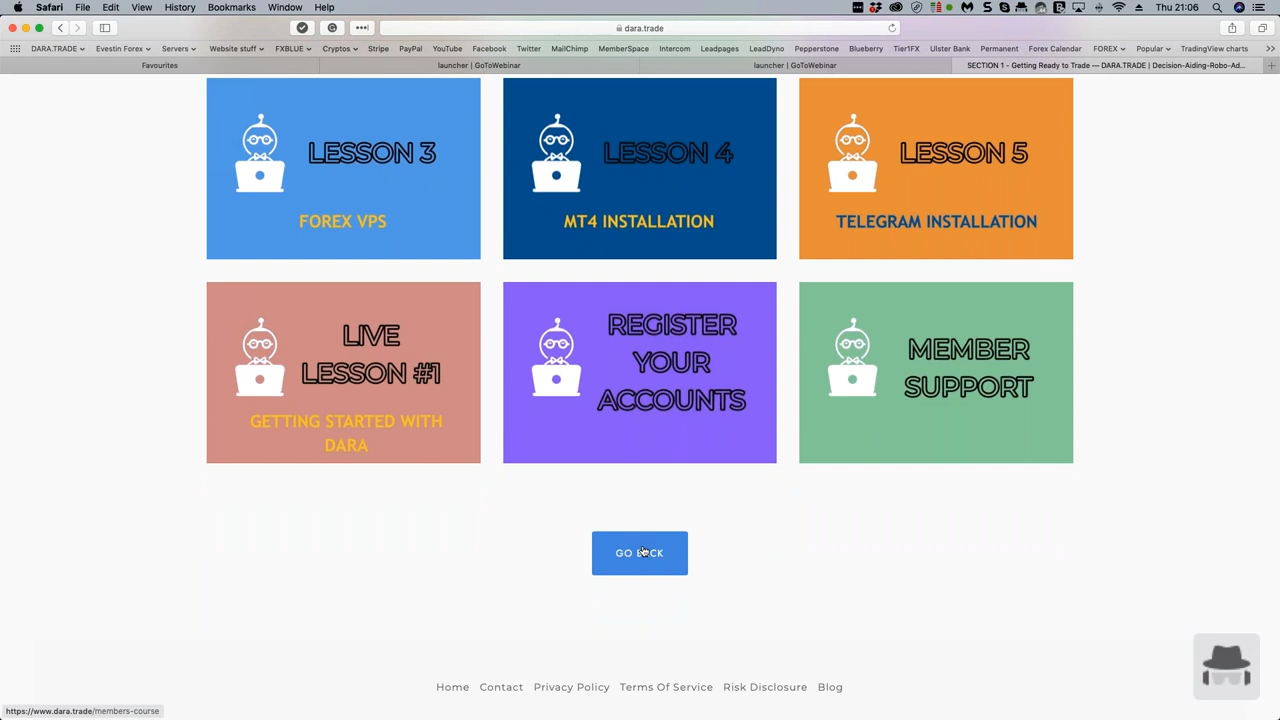 Safari File Edit View History Bookmarks Window Help
Thu 21:06
dara.trade
DARA.TRADE Evestin Forex Servers Website stuff FXBLUE Cryptos Stripe PayPal YouTube Facebook Twitter MailChimp MemberSpace Intercom Leadpages LeadDyno Pepperstone Blueberry Tier1FX Ulster Bank Permanent Forex Calendar FOREX Popular TradingView charts
Favourites
launcher | GoToWebinar
launcher | GoToWebinar
SECTION 1 - Getting Ready to Trade — DARA.TRADE | Decision-Aiding-Robo-Ad...
LESSON 3
FOREX VPS
LESSON 4
MT4 INSTALLATION
LESSON 5
TELEGRAM INSTALLATION
LIVE
LESSON #1
GETTING STARTED WITH
DARA
REGISTER
YOUR
ACCOUNTS
MEMBER
SUPPORT
GO BACK
Home Contact Privacy Policy Terms Of Service Risk Disclosure Blog
https://www.dara.trade/members-course